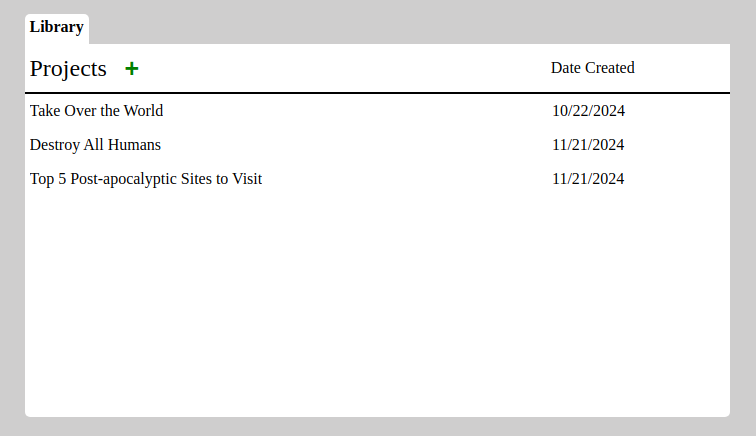 Library
Projects + Date Created
Take Over the World 10/22/2024
Destroy All Humans 11/21/2024
Top 5 Post-apocalyptic Sites to Visit 11/21/2024